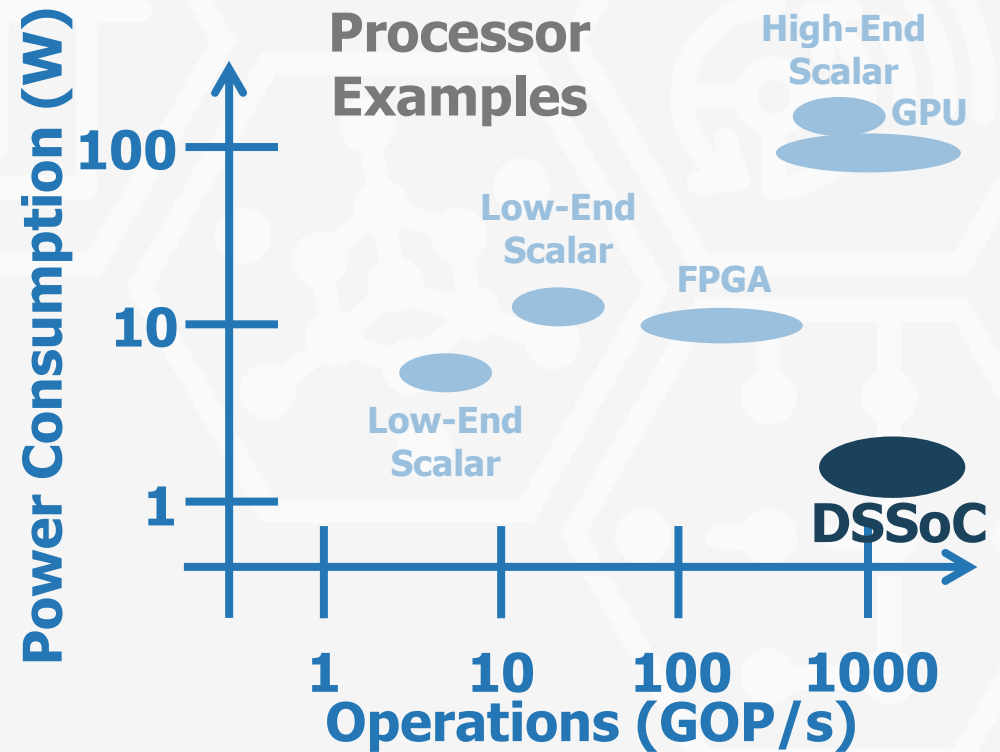 Processor
Examples
High-End
Scalar
GPU
Low-End
Scalar
FPGA
Low-End
Scalar
DSSoC
Power Consumption (W)
100
10
1
1
10
100
1000
Operations (GOP/s)